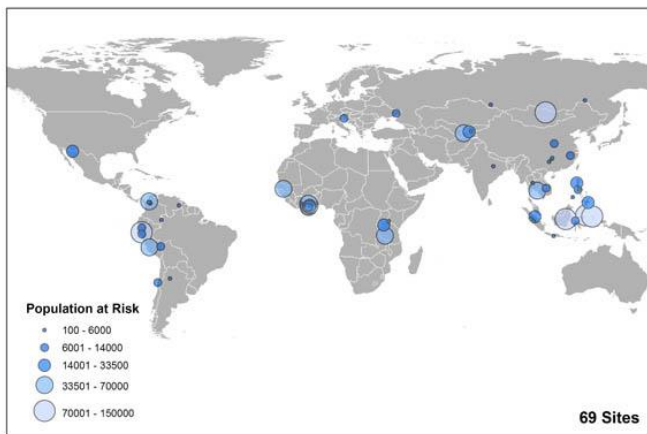 Population at Risk
100 - 6000
6001 - 14000
14001 - 33500
33501 - 70000
70001 - 150000
69 Sites